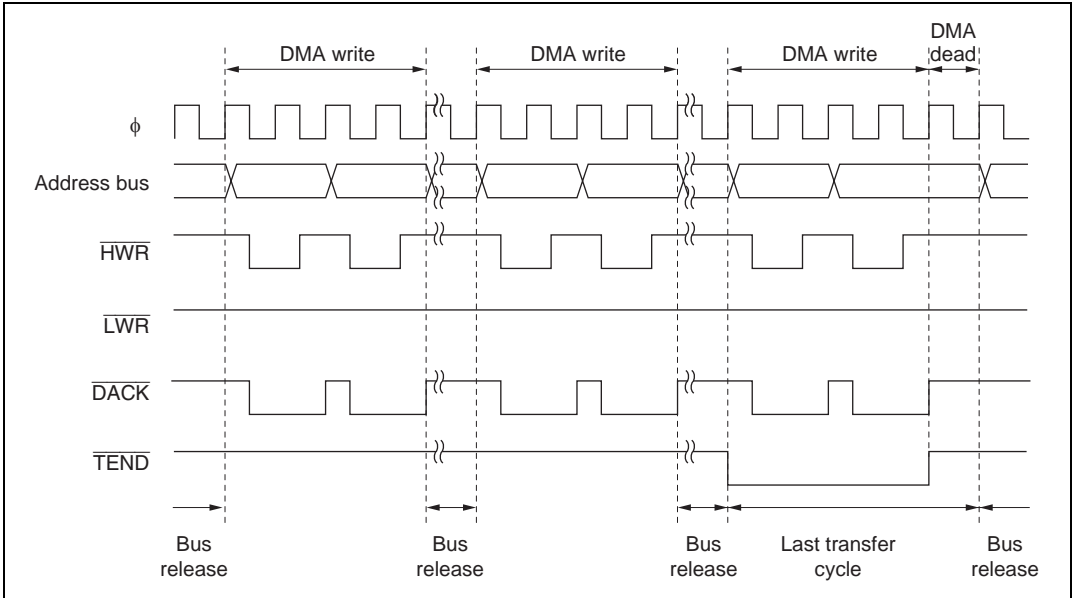 DMA write
DMA write
DMA write
DMA
dead
φ
Address bus
HWR
LWR
DACK
TEND
Bus
release
Bus
release
Bus
release
Last transfer
cycle
Bus
release